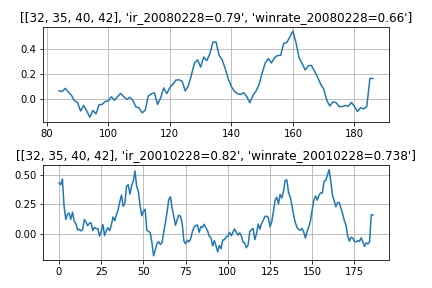 [[32, 35, 40, 42], 'ir_20080228=0.79', 'winrate_20080228=0.66']
0.4
0.2
0.0
80 100 120 140 160 180
[[32, 35, 40, 42], 'ir_20010228=0.82', 'winrate_20010228=0.738']
0.50
0.25
0.00
0 25 50 75 100 125 150 175